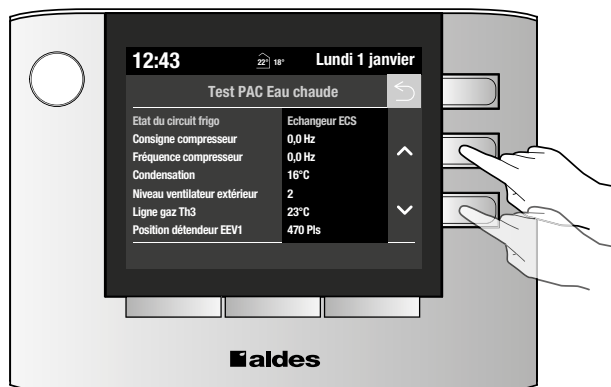 12:43 22° 18° Lundi 1 janvier
Test PAC Eau chaude
Etat du circuit frigo Echangeur ECS
Consigne compresseur 0,0 Hz
Fréquence compresseur 0,0 Hz
Condensation 16°C
Niveau ventilateur extérieur 2
Ligne gaz Th3 23°C
Position détendeur EEV1 470 Pls
aldes